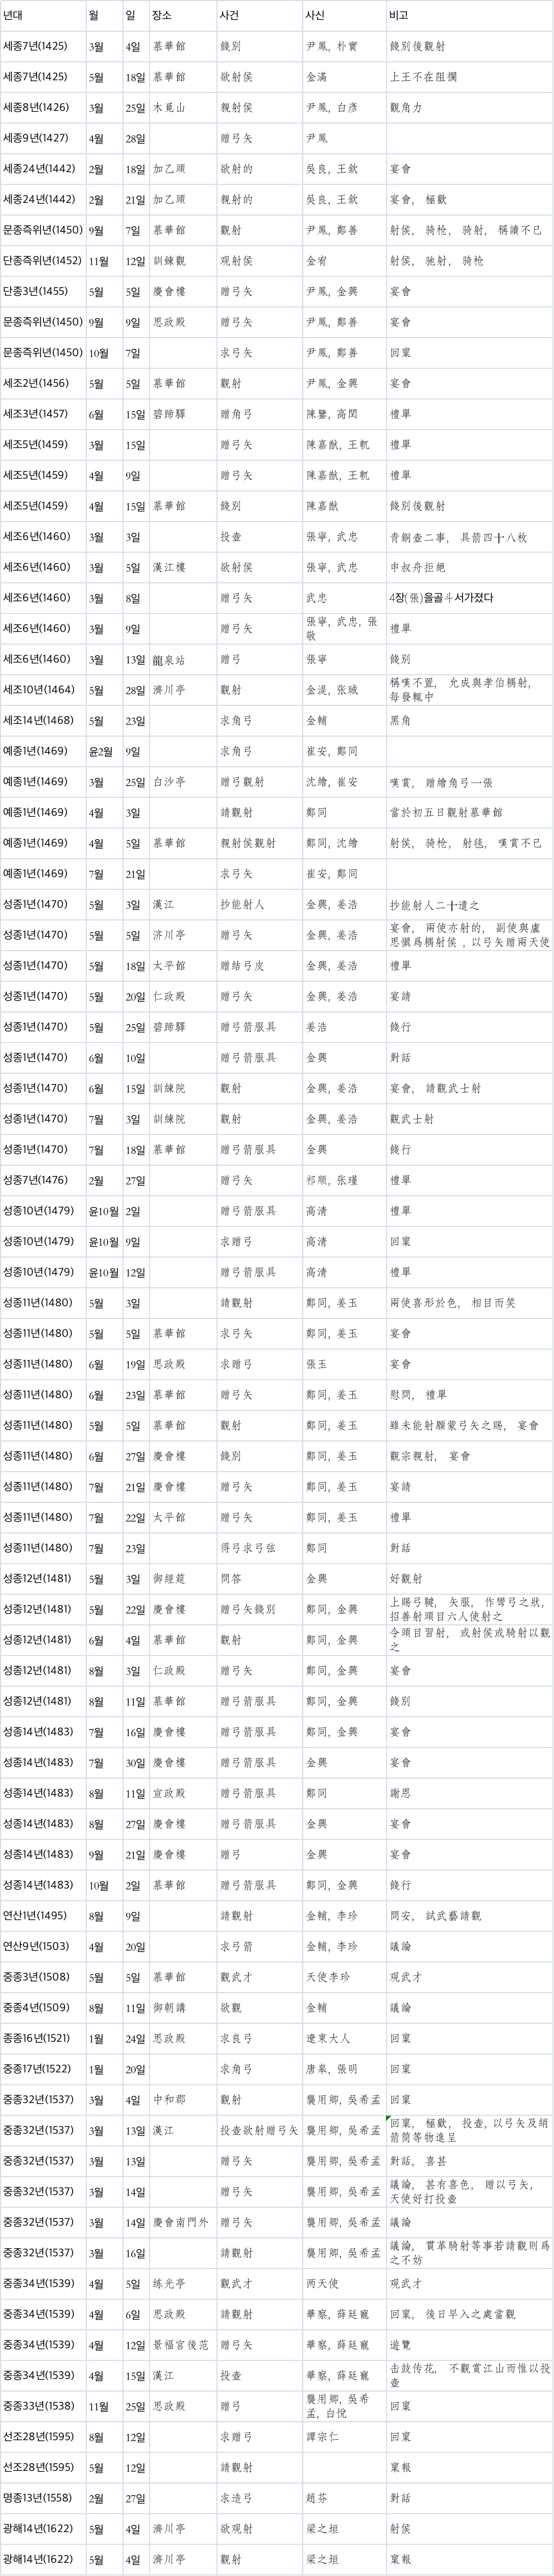 년대 월 일 장소 사건 사신 비고
세종7년(1425) 3월 4일 慕華館 餞別 尹鳳, 朴實 餞別後觀射
세종7년(1425) 5월 18일 慕華館 欲射侯 金滿 上王不在阻攔
세종8년(1426) 3월 25일 木覓山 親射侯 尹鳳, 白彦 觀角力
세종9년(1427) 4월 28일 贈弓矢 尹鳳
세종24년(1442) 2월 18일 加乙頭 欲射的 吳良, 王欽 宴會
세종24년(1442) 2월 21일 加乙頭 親射的 吳良, 王欽 宴會, 極歡
문종즉위년(1450) 9월 7일 慕華館 觀射 尹鳳, 鄭善 射侯, 骑枪, 骑射, 稱讀不已
단종즉위년(1452) 11월 12일 訓練觀 观射侯 金宥 射侯, 驰射, 骑枪
단종3년(1455) 5월 5일 慶會樓 贈弓矢 尹鳳, 金興 宴會
문종즉위년(1450) 9월 9일 思政殿 贈弓矢 尹鳳, 鄭善 宴會
문종즉위년(1450) 10월 7일 求弓矢 尹鳳, 鄭善 回稟
세조2년(1456) 5월 5일 慕華館 觀射 尹鳳, 金興 宴會
세조3년(1457) 6월 15일 碧蹄驛 贈角弓 陳鑒, 高閏 禮單
세조5년(1459) 3월 15일 贈弓矢 陳嘉猷, 王軏 禮單
세조5년(1459) 4월 9일 贈弓矢 陳嘉猷, 王軏 禮單
세조5년(1459) 4월 15일 慕華館 餞別 陳嘉猷 餞別後觀射
세조6년(1460) 3월 3일 投壺 張寧, 武忠 青銅壺二事, 具箭四十八枚
세조6년(1460) 3월 5일 漢江樓 欲射侯 張寧, 武忠 申叔舟拒絶
세조6년(1460) 3월 8일 贈弓矢 武忠 4장(張)을골斗서가졌다
세조6년(1460) 3월 9일 贈弓矢 張寧, 武忠, 張 禮單
敬
세조6년(1460) 3월 13일 龍泉站 贈弓 張寧 餞別
세조10년(1464) 5월 28일 濟川亭 觀射 金湜, 张珹 稱嘆不置, 允成與孝伯耦射,
每發輒中
세조14년(1468) 5월 23일 求角弓 金輔 黑角
예종1년(1469) 윤2월 9일 求角弓 崔安, 鄭同
예종1년(1469) 3월 25일 白沙亭 贈弓觀射 沈繪, 崔安 嘆賞, 贈繪角弓一張
예종1년(1469) 4월 3일 請觀射 鄭同 當於初五日觀射慕華館
예종1년(1469) 4월 5일 慕華館 親射侯觀射 鄭同, 沈繪 射侯, 骑枪, 射毬, 嘆賞不已
예종1년(1469) 7월 21일 求弓矢 崔安, 鄭同
성종1년(1470) 5월 3일 漢江 抄能射人 金興, 姜浩 抄能射人二十遣之
성종1년(1470) 5월 5일 济川亭 贈弓矢 金興, 姜浩 宴會, 兩使亦射的, 副使與盧
思愼爲耦射侯 , 以弓矢贈兩天使
성종1년(1470) 5월 18일 太平館 贈結弓皮 金興, 姜浩 禮單
성종1년(1470) 5월 20일 仁政殿 贈弓矢 金興, 姜浩 宴請
성종1년(1470) 5월 25일 碧蹄驛 贈弓箭服具 姜浩 餞行
성종1년(1470) 6월 10일 贈弓箭服具 金興 對話
성종1년(1470) 6월 15일 訓練院 觀射 金興, 姜浩 宴會, 請觀武士射
성종1년(1470) 7월 3일 訓練院 觀射 金興, 姜浩 觀武士射
성종1년(1470) 7월 18일 慕華館 贈弓箭服具 金興 餞行
성종7년(1476) 2월 27일 贈弓矢 祁順, 张瑾 禮單
성종10년(1479) 윤10월 2일 贈弓箭服具 高清 禮單
성종10년(1479) 윤10월 9일 求贈弓 高清 回稟
성종10년(1479) 윤10월 12일 贈弓箭服具 高清 禮單
성종11년(1480) 5월 3일 請觀射 鄭同, 姜玉 兩使喜形於色, 相目而笑
성종11년(1480) 5월 5일 慕華館 求弓矢 鄭同, 姜玉 宴會
성종11년(1480) 6월 19일 思政殿 求贈弓 張玉 宴會
성종11년(1480) 6월 23일 慕華館 贈弓矢 鄭同, 姜玉 慰問, 禮單
성종11년(1480) 5월 5일 慕華館 觀射 鄭同, 姜玉 雖未能射願蒙弓矢之賜, 宴會
성종11년(1480) 6월 27일 慶會樓 餞別 鄭同, 姜玉 觀宗親射, 宴會
성종11년(1480) 7월 21일 慶會樓 贈弓矢 鄭同, 姜玉 宴請
성종11년(1480) 7월 22일 太平館 贈弓矢 鄭同, 姜玉 禮單
성종11년(1480) 7월 23일 得弓求弓弦 鄭同 對話
성종12년(1481) 5월 3일 御經筵 問答 金興 好觀射
성종12년(1481) 5월 22일 慶會樓 贈弓矢餞別 鄭同, 金興 上賜弓鞬, 矢服, 作彎弓之狀,
招善射頭目六人使射之
성종12년(1481) 6월 4일 慕華館 觀射 鄭同, 金興 令頭目習射, 或射侯或騎射以觀
之
성종12년(1481) 8월 3일 仁政殿 贈弓矢 鄭同, 金興 宴會
성종12년(1481) 8월 11일 慕華館 贈弓箭服具 鄭同, 金興 餞別
성종14년(1483) 7월 16일 慶會樓 贈弓箭服具 鄭同, 金興 宴會
성종14년(1483) 7월 30일 慶會樓 贈弓箭服具 金興 宴會
성종14년(1483) 8월 11일 宣政殿 贈弓箭服具 鄭同 謝恩
성종14년(1483) 8월 27일 慶會樓 贈弓箭服具 金興 宴會
성종14년(1483) 9월 21일 慶會樓 贈弓 金興 宴會
성종14년(1483) 10월 2일 慕華館 贈弓箭服具 鄭同, 金興 餞行
연산1년(1495) 8월 9일 請觀射 金輔, 李珍 問安, 試武藝請觀
연산9년(1503) 4월 20일 求弓箭 金輔, 李珍 議論
중종3년(1508) 5월 5일 慕華館 觀武才 天使李珍 观武才
중종4년(1509) 8월 11일 御朝講 欲觀 金輔 議論
종종16년(1521) 1월 24일 思政殿 求良弓 遼東大人 回稟
중종17년(1522) 1월 20일 求角弓 唐皋, 張明 回稟
중종32년(1537) 3월 4일 中和郡 觀射 龔用卿, 吳希孟 回稟
중종32년(1537) 3월 13일 漢江 投壺欲射贈弓矢 龔用卿, 吳希孟 回稟, 極歡, 投壺, 以弓矢及綃
箭筒等物進呈
중종32년(1537) 3월 13일 贈弓矢 龔用卿, 吳希孟 對話, 喜甚
중종32년(1537) 3월 14일 贈弓矢 龔用卿, 吳希孟 議論, 甚有喜色, 贈以弓矢,
天使好打投壺
중종32년(1537) 3월 14일 慶會南門外 贈弓矢 龔用卿, 吳希孟 議論
중종32년(1537) 3월 16일 請觀射 龔用卿, 吳希孟 議論, 貫革騎射等事若請觀則爲
之不妨
중종34년(1539) 4월 5일 练光亭 觀武才 两天使 观武才
중종34년(1539) 4월 6일 思政殿 請觀射 華察, 薛廷寵 回稟, 後日早入之處當觀
중종34년(1539) 4월 12일 景福宮後苑 贈弓矢 華察, 薛廷寵 遊覽
중종34년(1539) 4월 15일 漢江 投壺 華察, 薛廷寵 击鼓传花, 不觀賞江山而惟以投
壺
중종33년(1538) 11월 25일 思政殿 贈弓 龔用卿, 吳希 回稟
孟, 白悅
선조28년(1595) 8월 12일 求贈弓 譚宗仁 回稟
선조28년(1595) 5월 12일 請觀射 稟報
명종13년(1558) 2월 27일 求造弓 趙芬 對話
광해14년(1622) 5월 4일 濟川亭 欲观射 梁之垣 射侯
광해14년(1622) 5월 4일 濟川亭 觀射 梁之垣 稟報